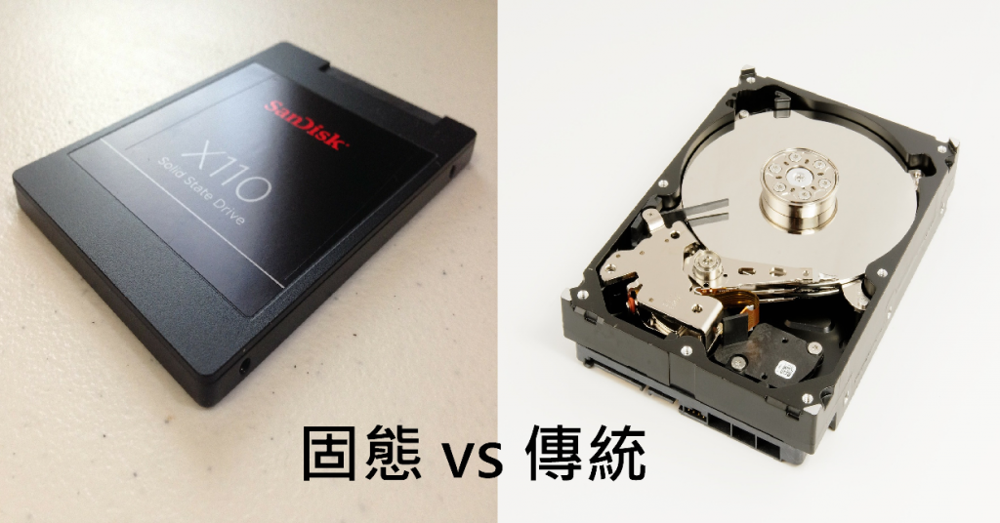 SanDisk
X110
Solid State Drive
固態 vs 傳統